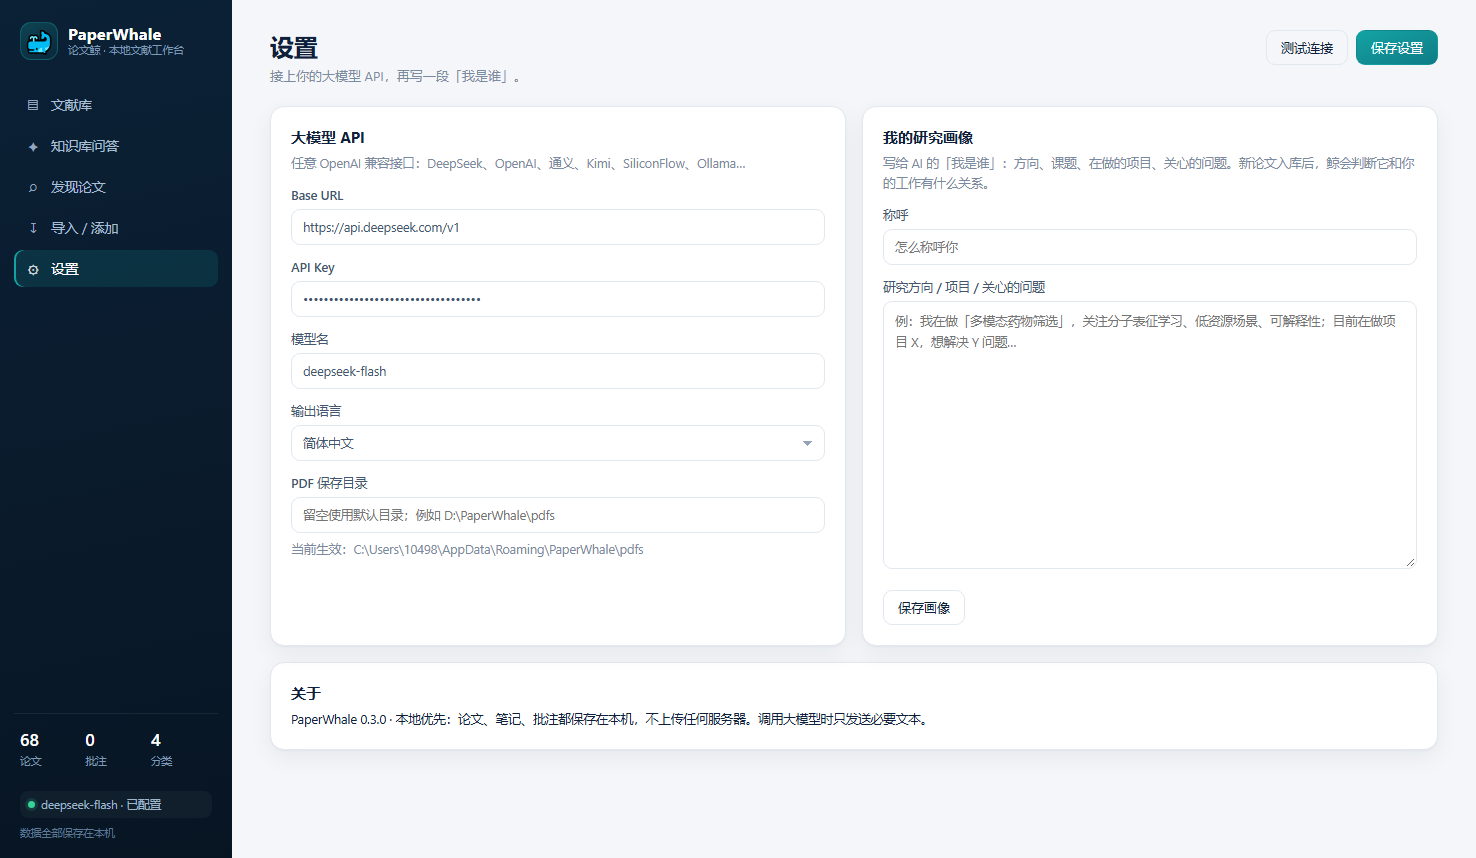 PaperWhale
论文鲸 · 本地文献工作台
文献库
知识库问答
发现论文
导入 / 添加
设置
68
论文
0
批注
4
分类
deepseek-flash · 已配置
数据全部保存在本机
设置
接上你的大模型 API，再写一段「我是谁」。
测试连接
保存设置
大模型 API
任意 OpenAI 兼容接口：DeepSeek、OpenAI、通义、Kimi、SiliconFlow、Ollama...
Base URL
https://api.deepseek.com/v1
API Key
•••••••••••••••••••••••••••••••••••
模型名
deepseek-flash
输出语言
简体中文
PDF 保存目录
留空使用默认目录；例如 D:\PaperWhale\pdfs
当前生效：C:\Users\10498\AppData\Roaming\PaperWhale\pdfs
我的研究画像
写给 AI 的「我是谁」：方向、课题、在做的项目、关心的问题。新论文入库后，鲸会判断它和你
的工作有什么关系。
称呼
怎么称呼你
研究方向 / 项目 / 关心的问题
例：我在做「多模态药物筛选」，关注分子表征学习、低资源场景、可解释性；目前在做项
目 X，想解决 Y 问题...
保存画像
关于
PaperWhale 0.3.0 · 本地优先：论文、笔记、批注都保存在本机，不上传任何服务器。调用大模型时只发送必要文本。